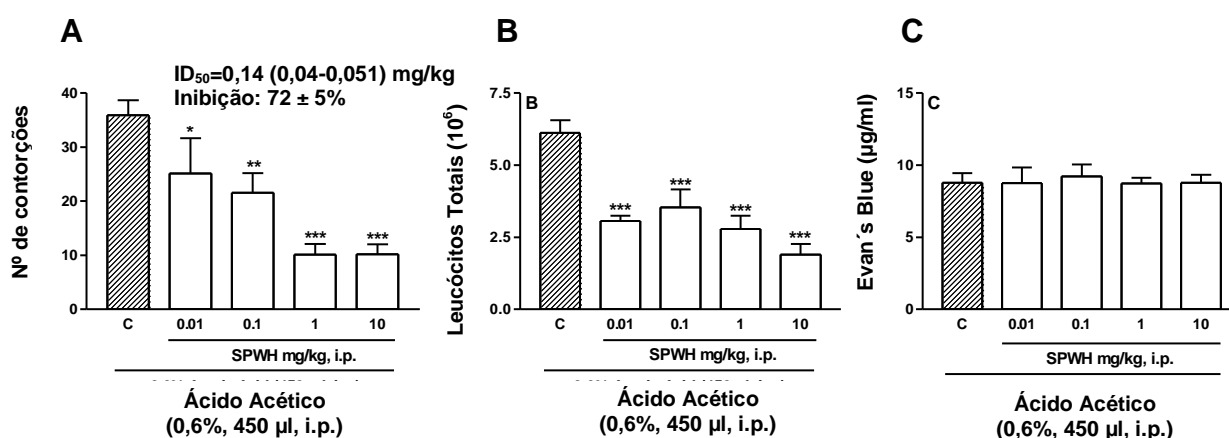 A
ID₅₀=0,14 (0,04-0,051) mg/kg
Inibição: 72 ± 5%
Nº de contorções
40
30
20
10
0
*
**
***
***
C 0.01 0.1 1 10
SPWH mg/kg, i.p.
Ácido Acético
(0,6%, 450 µl, i.p.)
B
B
Leucócitos Totais (10⁶)
7.5
5.0
2.5
0.0
***
***
***
***
C 0.01 0.1 1 10
SPWH mg/kg, i.p.
Ácido Acético
(0,6%, 450 µl, i.p.)
C
C
Evan´s Blue (µg/ml)
15
10
5
0
C 0.01 0.1 1 10
SPWH mg/kg, i.p.
Ácido Acético
(0,6%, 450 µl, i.p.)